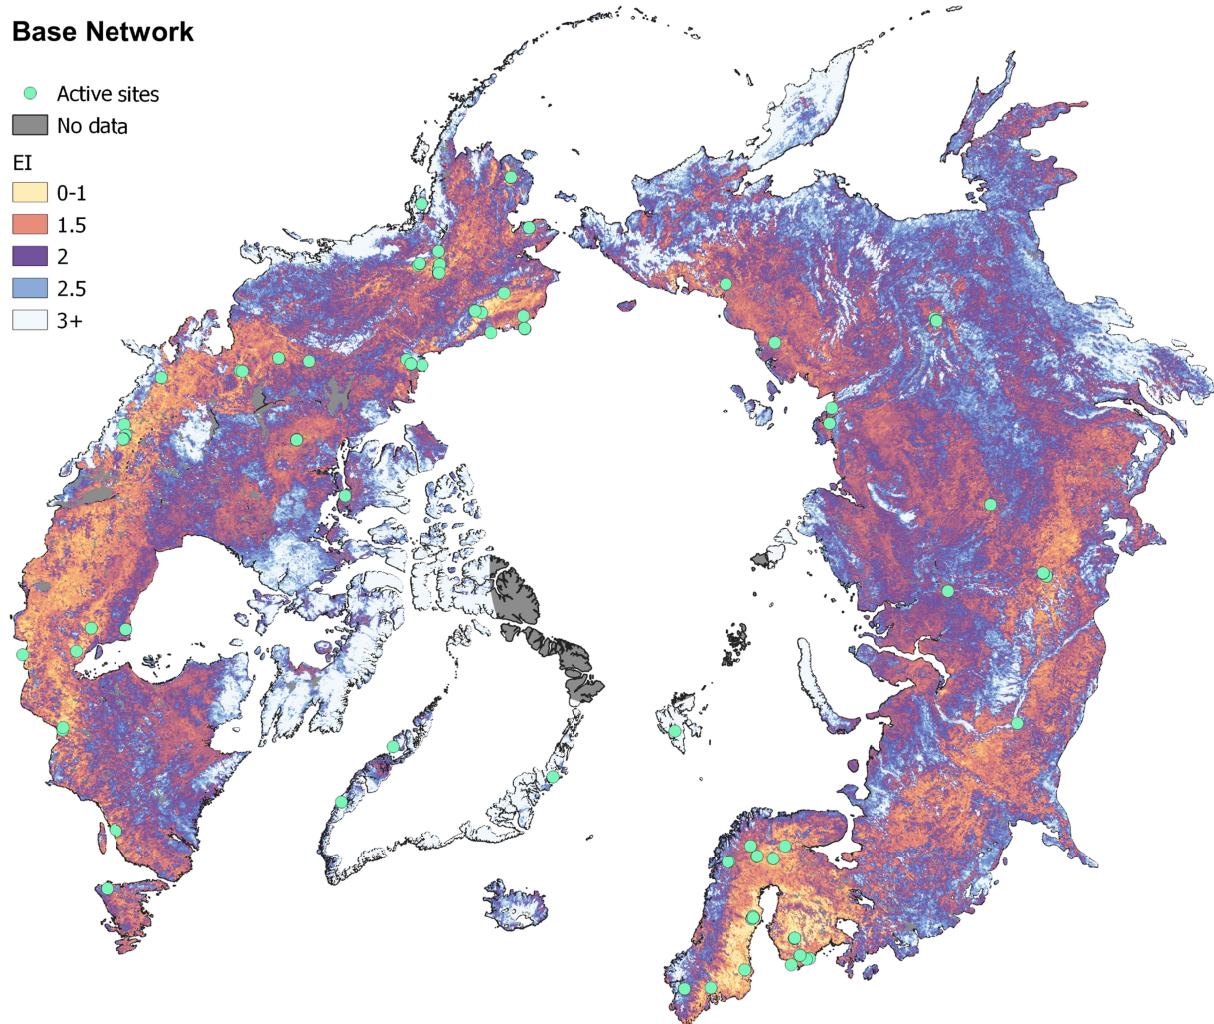 Base Network
Active sites
No data
EI
0-1
1.5
2
2.5
3+